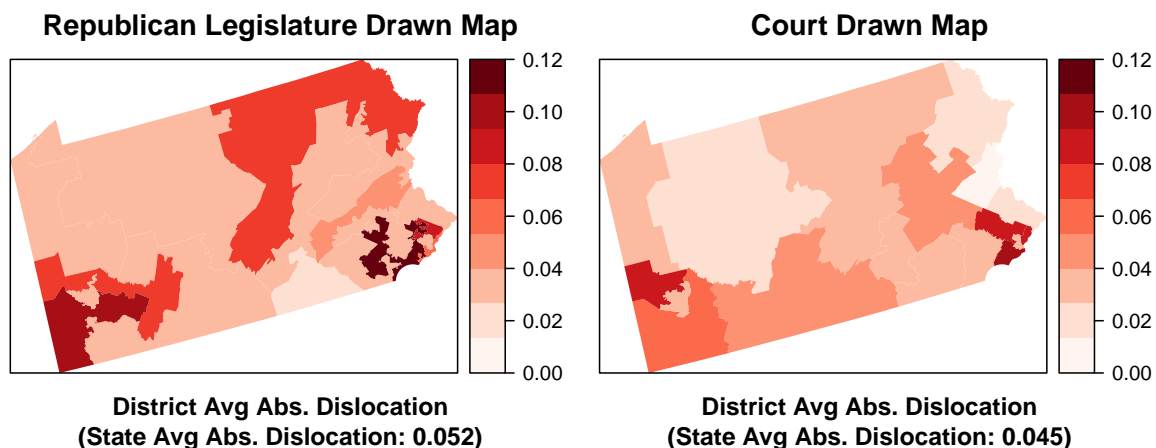 Republican Legislature Drawn Map
0.12
0.10
0.08
0.06
0.04
0.02
0.00
District Avg Abs. Dislocation
(State Avg Abs. Dislocation: 0.052)
Court Drawn Map
0.12
0.10
0.08
0.06
0.04
0.02
0.00
District Avg Abs. Dislocation
(State Avg Abs. Dislocation: 0.045)